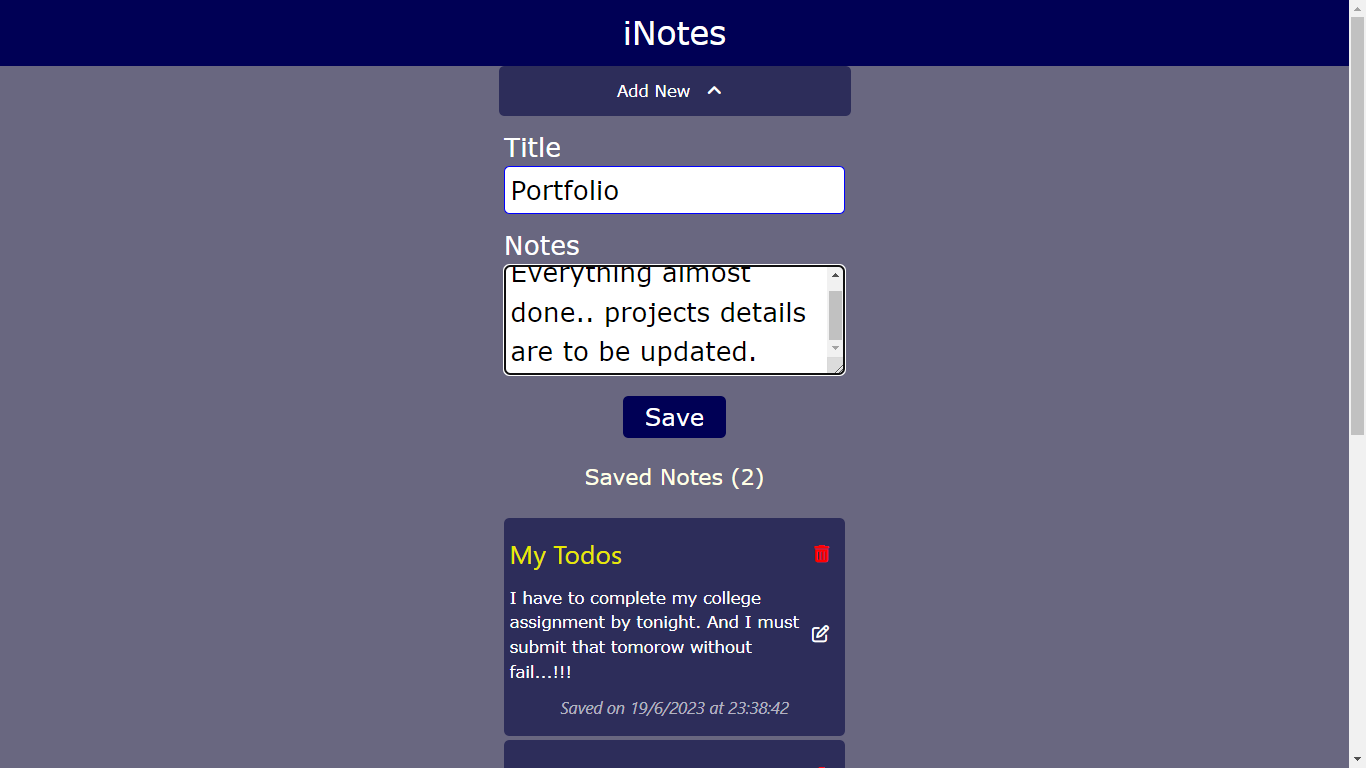 iNotes
Add New
Title
Portfolio
Notes
Everything almost
done.. projects details
are to be updated.
Save
Saved Notes (2)
My Todos
I have to complete my college
assignment by tonight. And I must
submit that tomorow without
fail...!!!
Saved on 19/6/2023 at 23:38:42